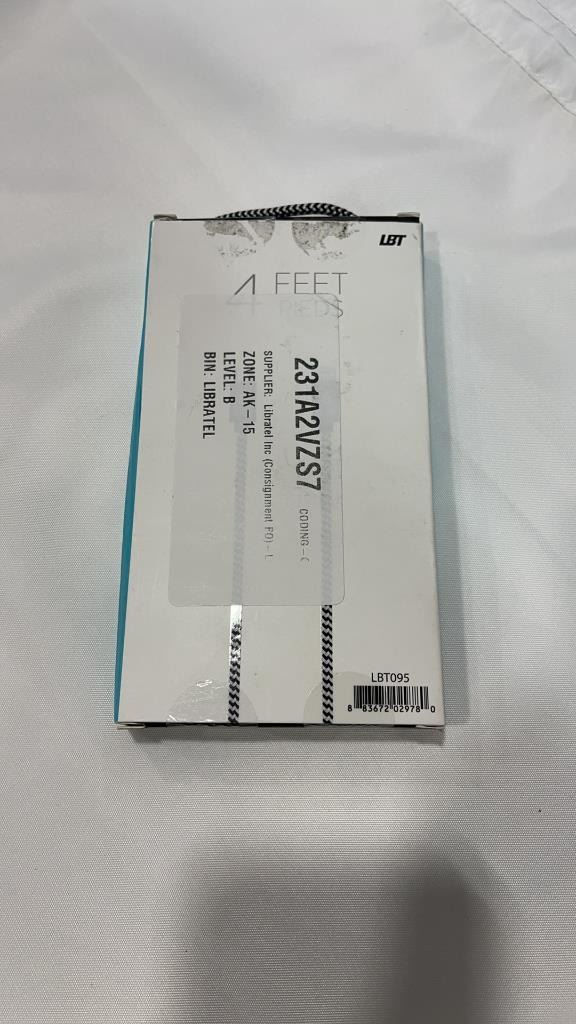 LBT
4 FEET
PIEDS
231A2VZS7 CODING – 
SUPPLIER: Libratel Inc (Consignment PO) – L
ZONE: AK – 15
LEVEL: B
BIN: LIBRATEL
LBT095
8 83672 02978 0